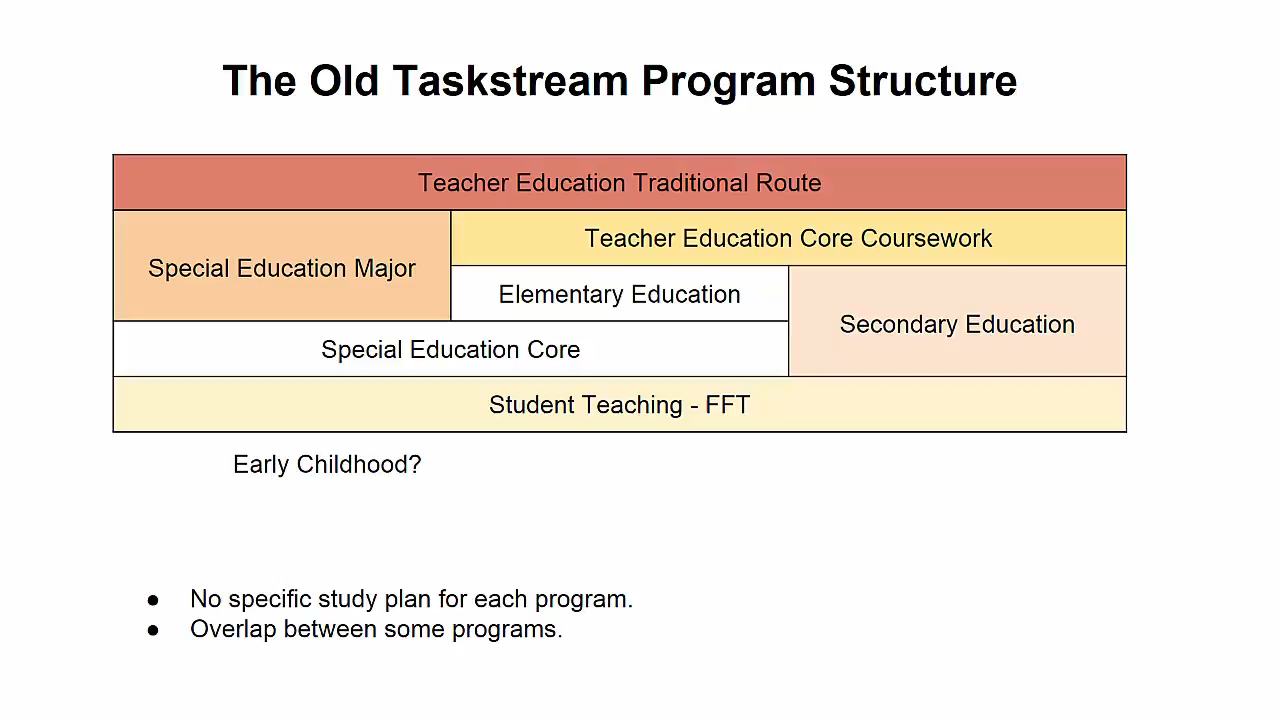 The Old Taskstream Program Structure
Teacher Education Traditional Route
Special Education Major
Teacher Education Core Coursework
Elementary Education
Secondary Education
Special Education Core
Student Teaching - FFT
Early Childhood?
● No specific study plan for each program.
● Overlap between some programs.